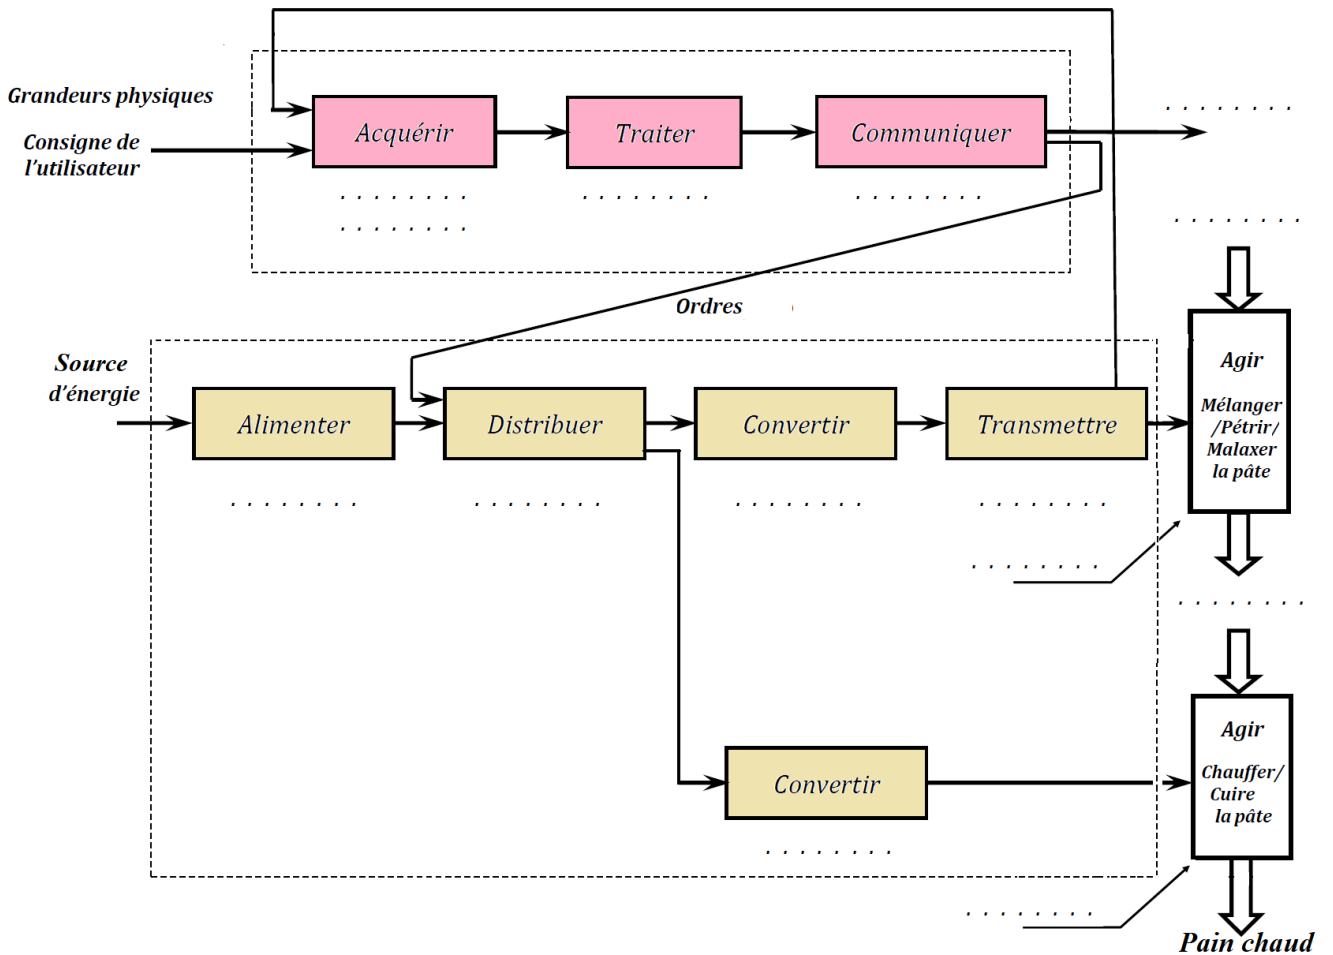 Grandeurs physiques
Consigne de
l'utilisateur
Acquérir
Traiter
Communiquer
. . . . . . . .
. . . . . . . .
. . . . . . . .
. . . . . . . .
. . . . . . . .
. . . . . . . .
Ordres
Source
d'énergie
Alimenter
Distribuer
Convertir
Transmettre
Agir
Mélanger
/Pétrir/
Malaxer
la pâte
. . . . . . . .
. . . . . . . .
. . . . . . . .
. . . . . . . .
. . . . . . . .
. . . . . . . .
Convertir
Agir
Chauffer/
Cuire
la pâte
. . . . . . . .
. . . . . . . .
Pain chaud